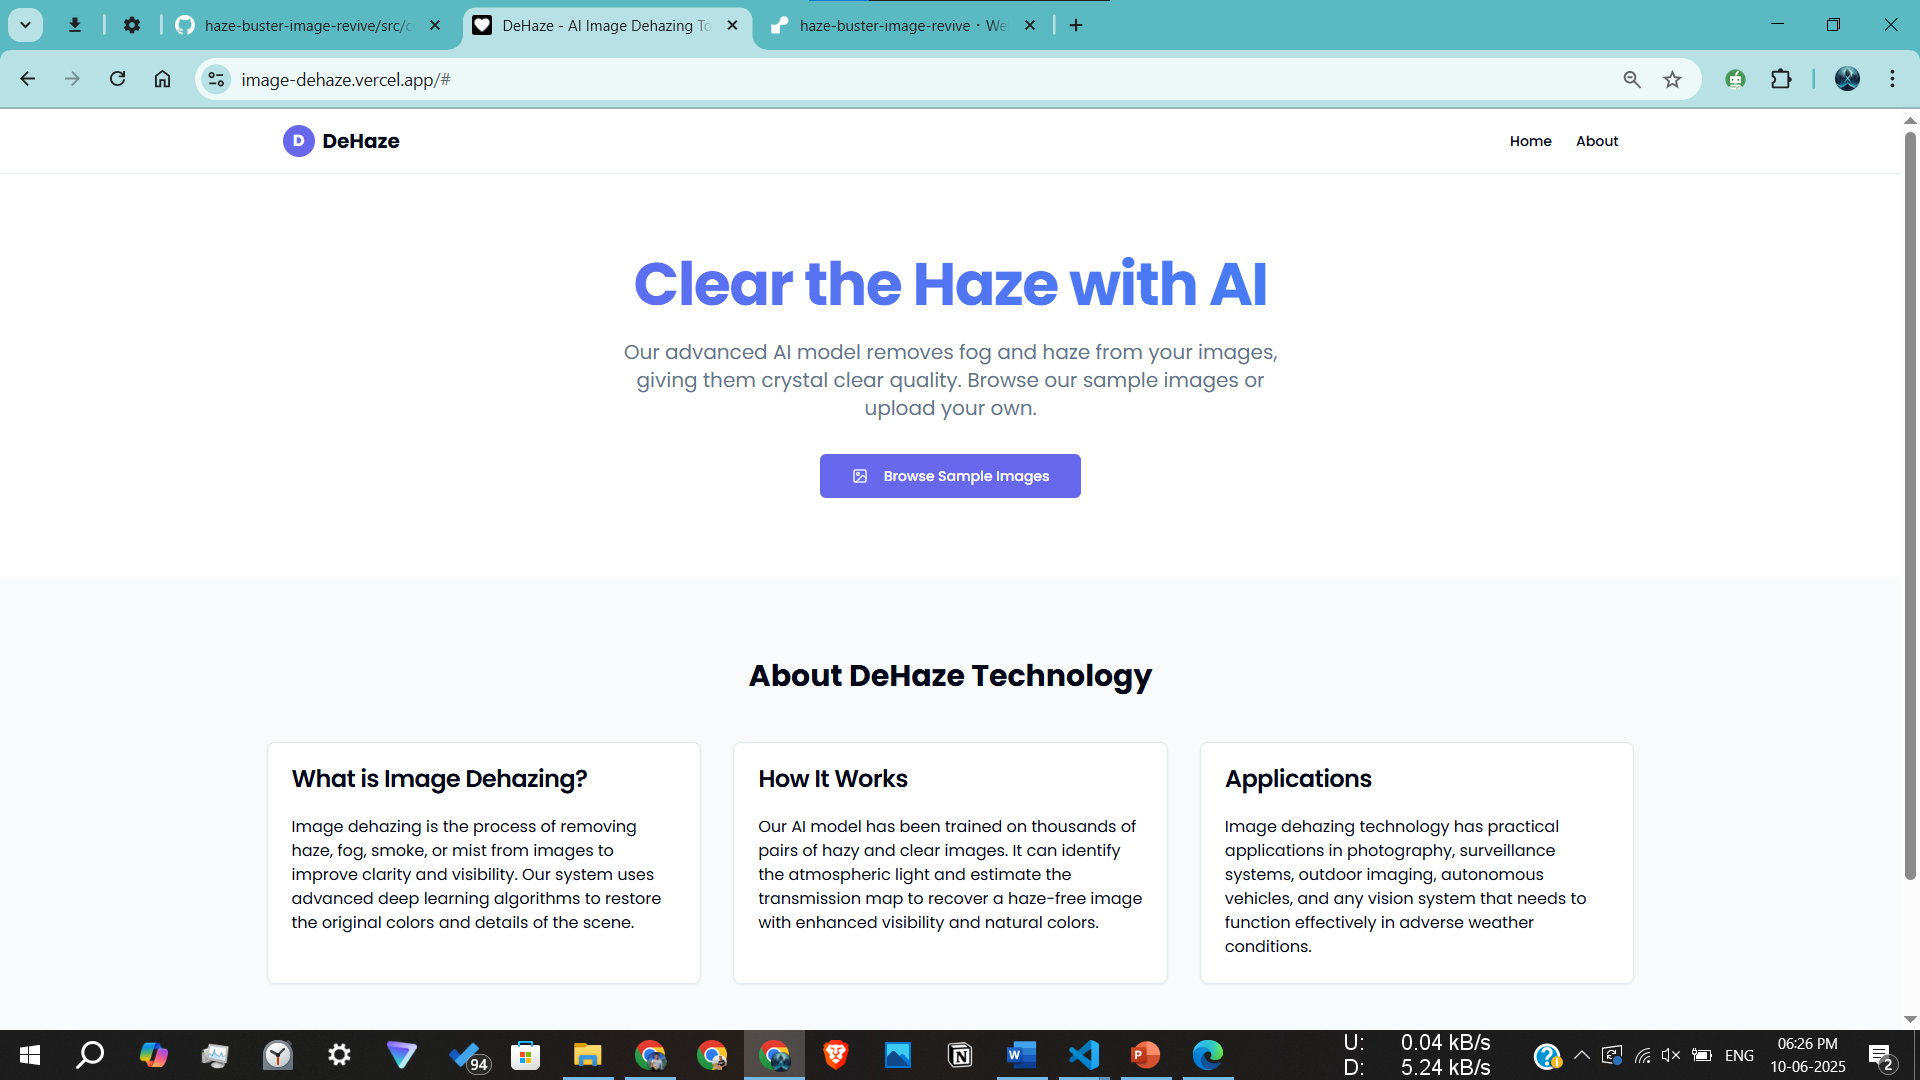 haze-buster-image-revive/src/c
DeHaze - AI Image Dehazing To
haze-buster-image-revive · We
image-dehaze.vercel.app/#
D DeHaze
Home About
Clear the Haze with AI
Our advanced AI model removes fog and haze from your images,
giving them crystal clear quality. Browse our sample images or
upload your own.
Browse Sample Images
About DeHaze Technology
What is Image Dehazing?
Image dehazing is the process of removing
haze, fog, smoke, or mist from images to
improve clarity and visibility. Our system uses
advanced deep learning algorithms to restore
the original colors and details of the scene.
How It Works
Our AI model has been trained on thousands of
pairs of hazy and clear images. It can identify
the atmospheric light and estimate the
transmission map to recover a haze-free image
with enhanced visibility and natural colors.
Applications
Image dehazing technology has practical
applications in photography, surveillance
systems, outdoor imaging, autonomous
vehicles, and any vision system that needs to
function effectively in adverse weather
conditions.
94
U: 0.04 kB/s
D: 5.24 kB/s
ENG
06:26 PM
10-06-2025
2